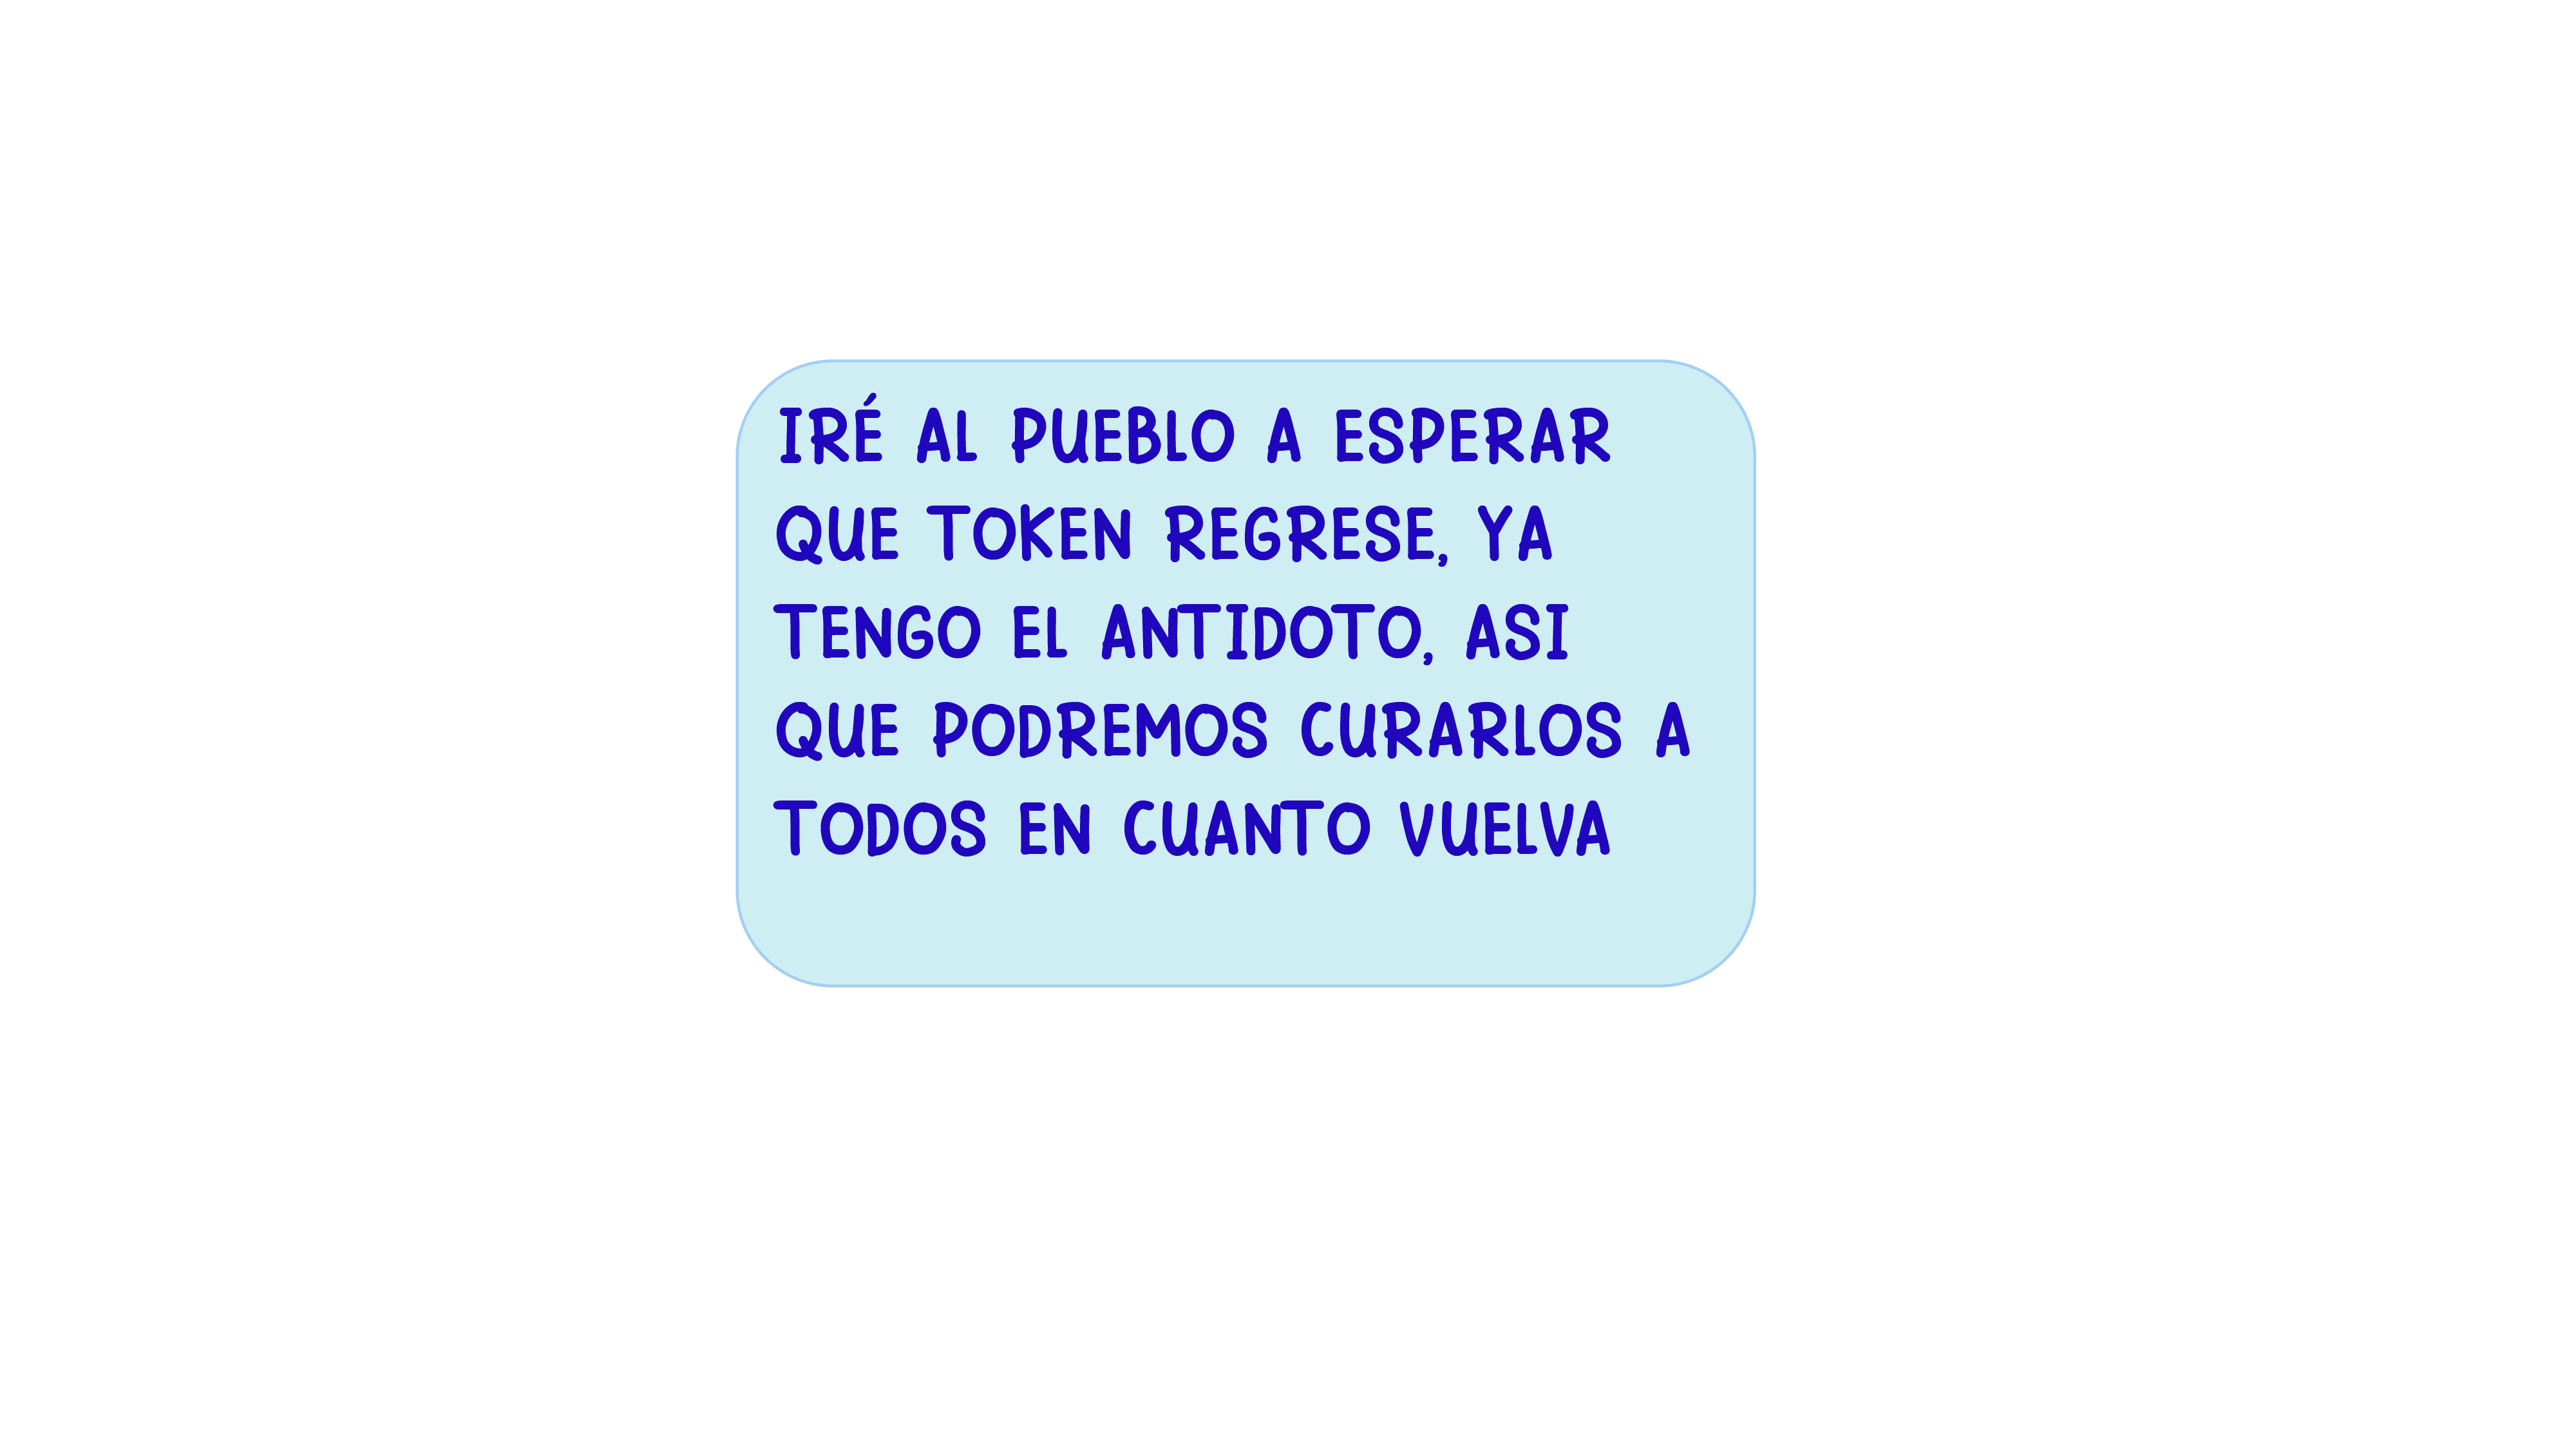 IRÉ AL PUEBLO A ESPERAR
QUE TOKEN REGRESE, YA
TENGO EL ANTIDOTO, ASI
QUE PODREMOS CURARLOS A
TODOS EN CUANTO VUELVA